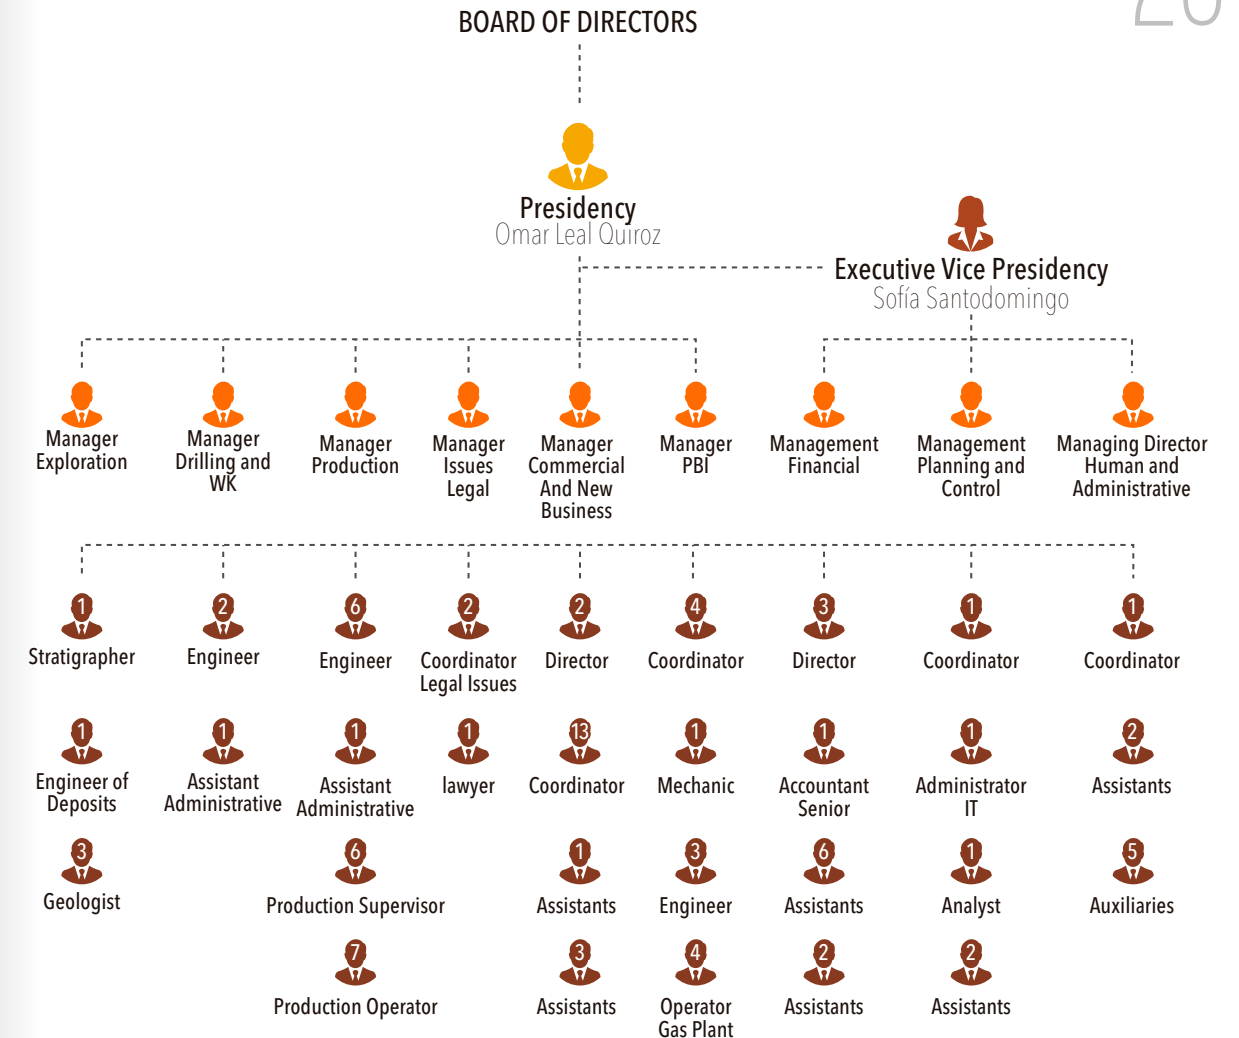 BOARD OF DIRECTORS
Presidency
Omar Leal Quiroz
Executive Vice Presidency
Sofía Santodomingo
Manager
Exploration
Manager
Drilling and
WK
Manager
Production
Manager
Issues
Legal
Manager
Commercial
And New
Business
Manager
PBI
Management
Financial
Management
Planning and
Control
Managing Director
Human and
Administrative
1
Stratigrapher
2
Engineer
6
Engineer
2
Coordinator
Legal Issues
2
Director
4
Coordinator
3
Director
1
Coordinator
1
Coordinator
1
Engineer of
Deposits
1
Assistant
Administrative
1
Assistant
Administrative
1
lawyer
13
Coordinator
1
Mechanic
1
Accountant
Senior
1
Administrator
IT
2
Assistants
3
Geologist
6
Production Supervisor
1
Assistants
3
Engineer
6
Assistants
1
Analyst
5
Auxiliaries
7
Production Operator
3
Assistants
4
Operator
Gas Plant
2
Assistants
2
Assistants